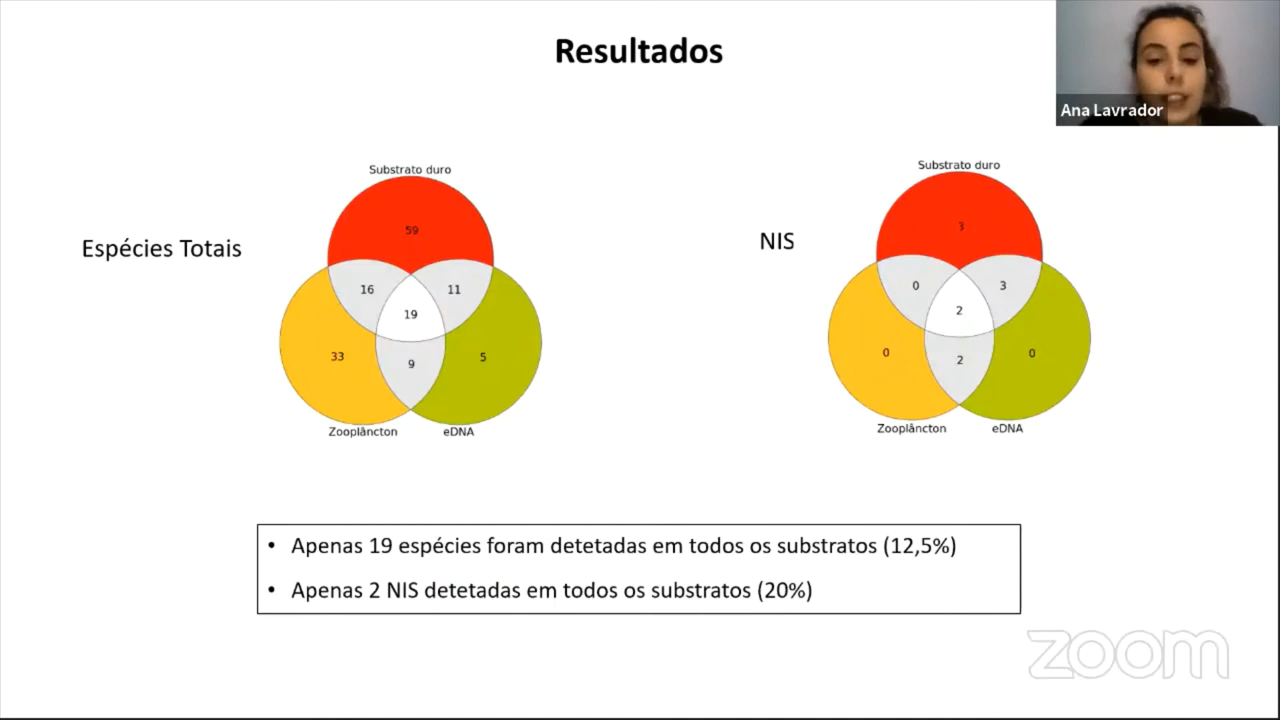 Resultados
Ana Lavrador
Substrato duro
59
Espécies Totais
16
11
19
33
9
5
Zooplâncton
eDNA
Substrato duro
3
NIS
0
3
2
0
2
0
Zooplâncton
eDNA
• Apenas 19 espécies foram detetadas em todos os substratos (12,5%)
• Apenas 2 NIS detetadas em todos os substratos (20%)
zoom